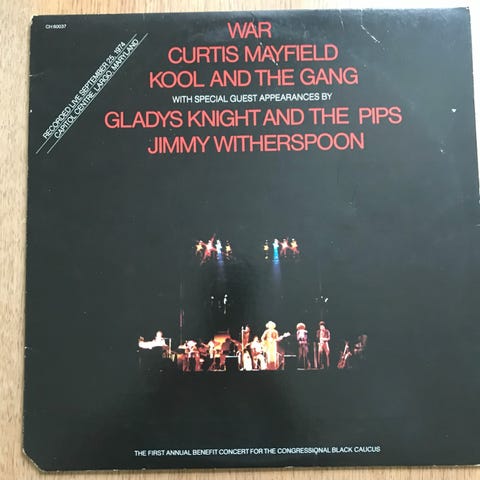 CH 60037
RECORDED LIVE SEPTEMBER 25, 1974
CAPITOL CENTRE, LARGO, MARYLAND
WAR
CURTIS MAYFIELD
KOOL AND THE GANG
WITH SPECIAL GUEST APPEARANCES BY
GLADYS KNIGHT AND THE PIPS
JIMMY WITHERSPOON
THE FIRST ANNUAL BENEFIT CONCERT FOR THE CONGRESSIONAL BLACK CAUCUS